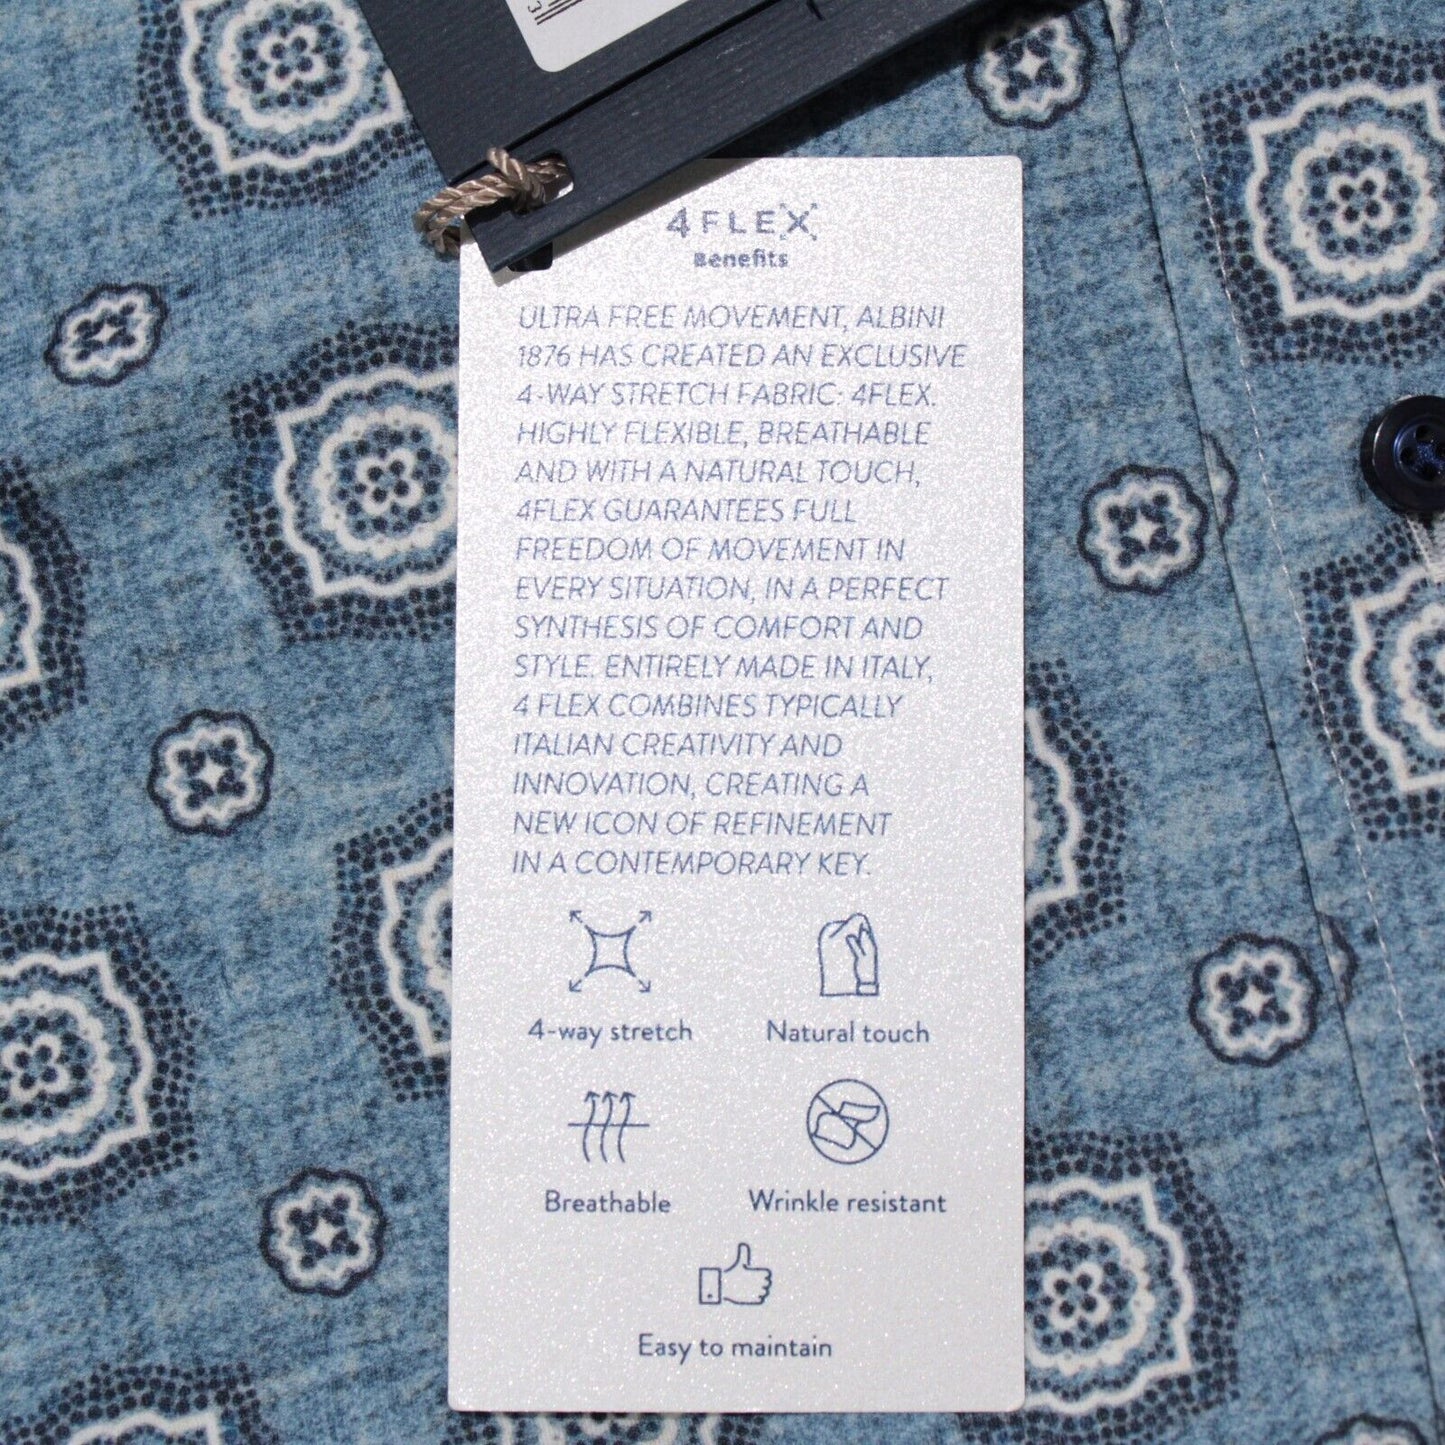 3
4FLEX
Benefits
ULTRA FREE MOVEMENT, ALBINI
1876 HAS CREATED AN EXCLUSIVE
4-WAY STRETCH FABRIC: 4FLEX.
HIGHLY FLEXIBLE, BREATHABLE
AND WITH A NATURAL TOUCH,
4FLEX GUARANTEES FULL
FREEDOM OF MOVEMENT IN
EVERY SITUATION, IN A PERFECT
SYNTHESIS OF COMFORT AND
STYLE. ENTIRELY MADE IN ITALY,
4 FLEX COMBINES TYPICALLY
ITALIAN CREATIVITY AND
INNOVATION, CREATING A
NEW ICON OF REFINEMENT
IN A CONTEMPORARY KEY.
4-way stretch Natural touch
Breathable Wrinkle resistant
Easy to maintain